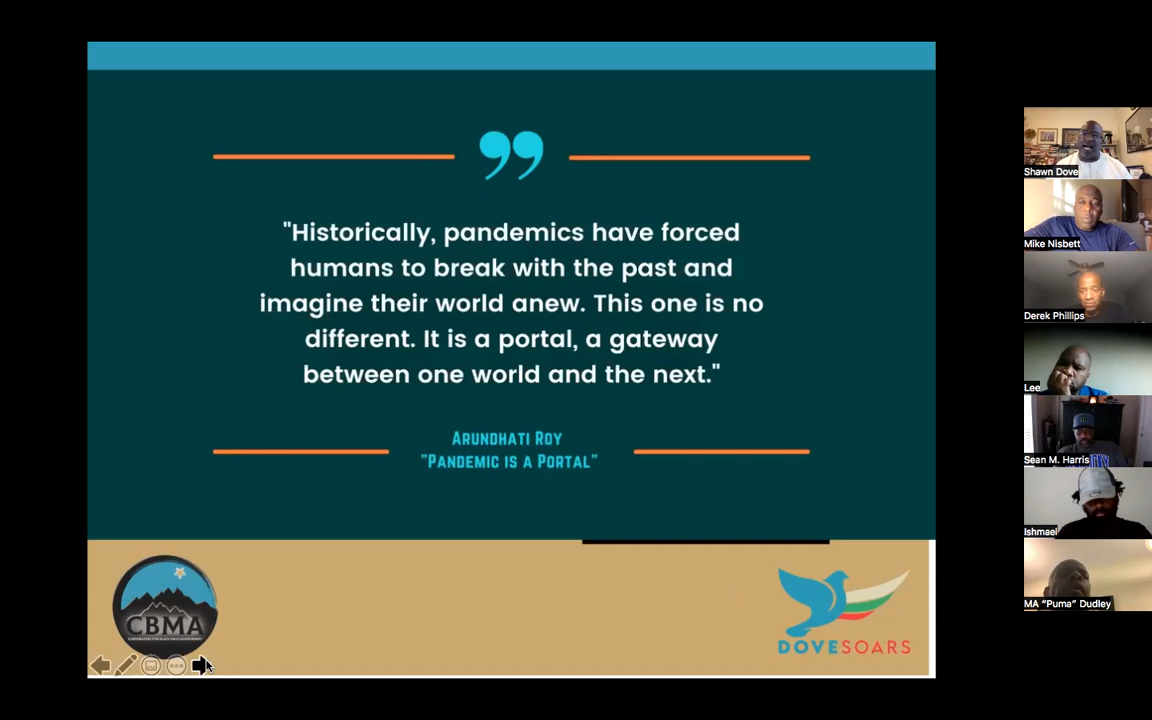 "Historically, pandemics have forced
humans to break with the past and
imagine their world anew. This one is no
different. It is a portal, a gateway
between one world and the next."
ARUNDHATI ROY
"PANDEMIC IS A PORTAL"
CBMA
DOVESOARS
Shawn Dove
Mike Nisbett
Derek Phillips
Lee
Sean M. Harris
Ishmael
MA “Puma” Dudley